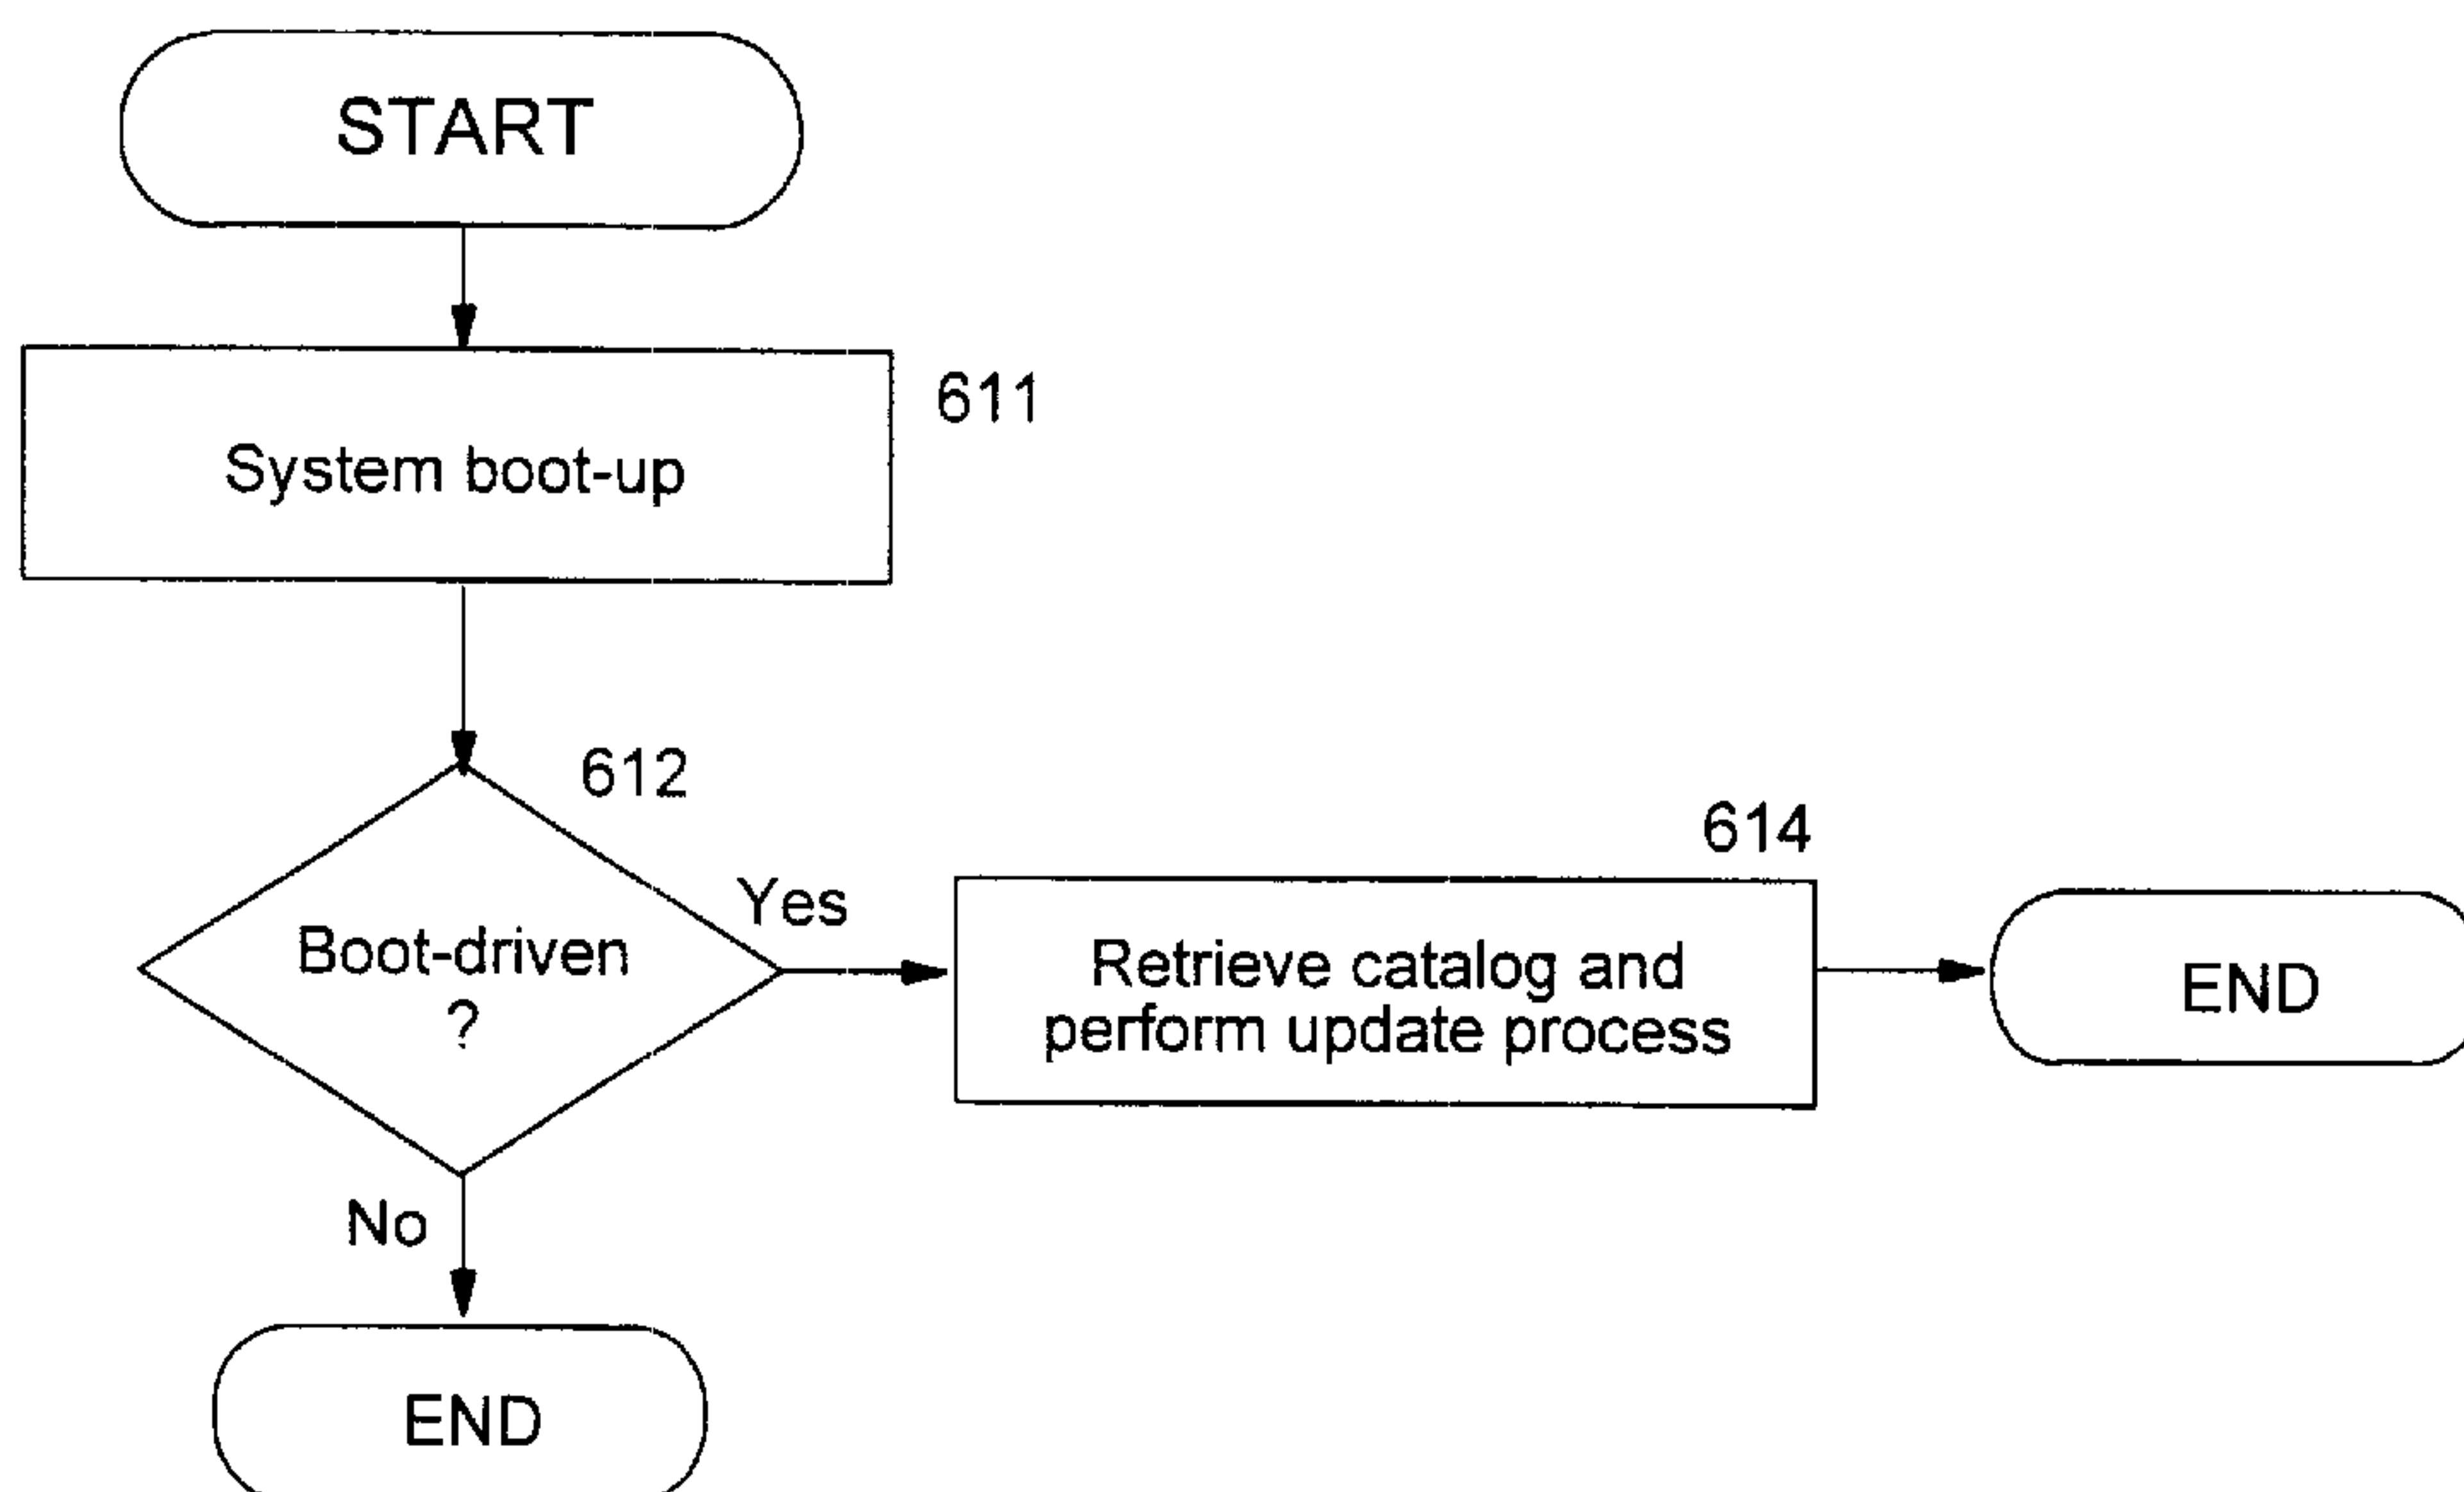 START
611
System boot-up
612
Boot-driven
?
Yes
614
Retrieve catalog and
perform update process
END
No
END